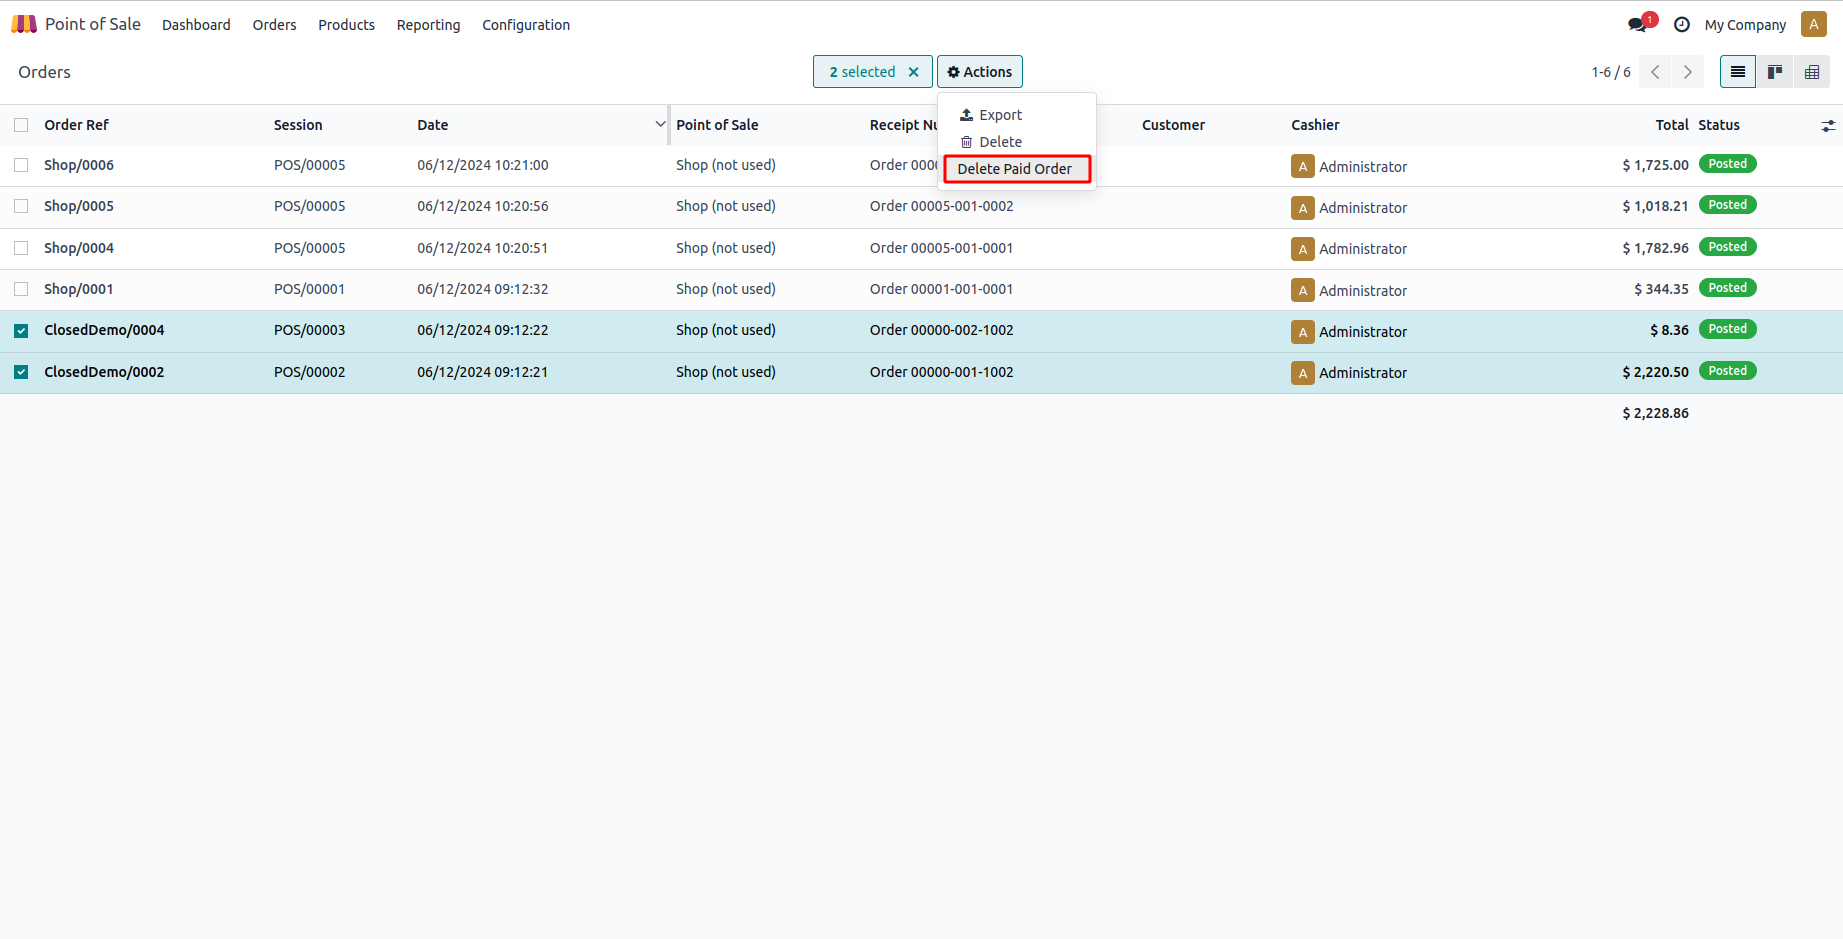 Point of Sale Dashboard Orders Products Reporting Configuration 1 My Company A
Orders 2 selected Actions 1-6 / 6
Order Ref Session Date Point of Sale Receipt Nu Customer Cashier Total Status
Export
Delete
Delete Paid Order
Shop/0006 POS/00005 06/12/2024 10:21:00 Shop (not used) Order 000 A Administrator $ 1,725.00 Posted
Shop/0005 POS/00005 06/12/2024 10:20:56 Shop (not used) Order 00005-001-0002 A Administrator $ 1,018.21 Posted
Shop/0004 POS/00005 06/12/2024 10:20:51 Shop (not used) Order 00005-001-0001 A Administrator $ 1,782.96 Posted
Shop/0001 POS/00001 06/12/2024 09:12:32 Shop (not used) Order 00001-001-0001 A Administrator $ 344.35 Posted
ClosedDemo/0004 POS/00003 06/12/2024 09:12:22 Shop (not used) Order 00000-002-1002 A Administrator $ 8.36 Posted
ClosedDemo/0002 POS/00002 06/12/2024 09:12:21 Shop (not used) Order 00000-001-1002 A Administrator $ 2,220.50 Posted
$ 2,228.86